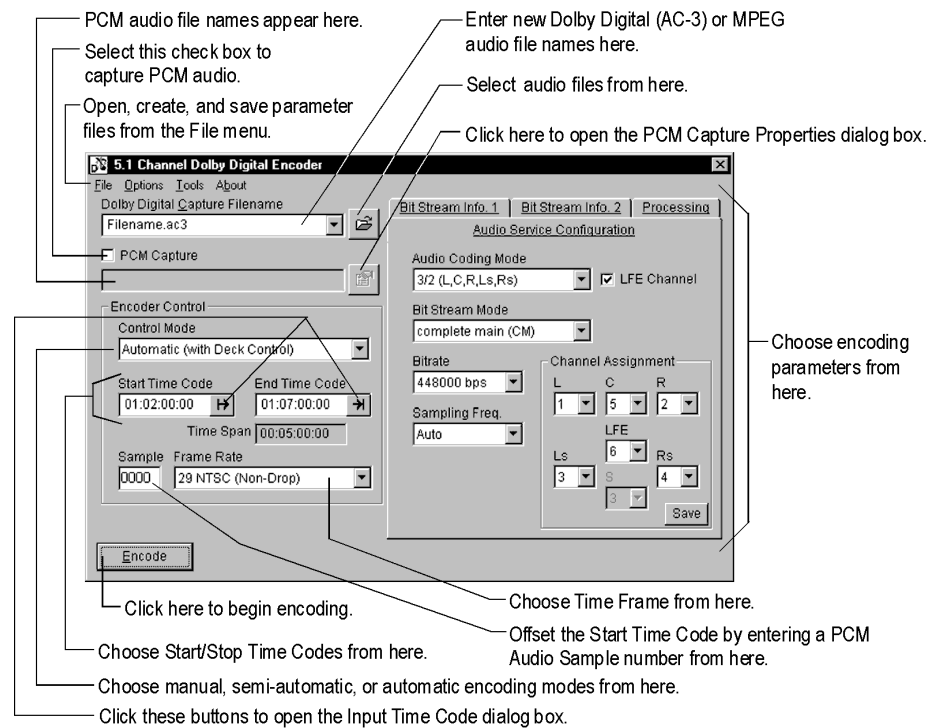 PCM audio file names appear here.
Select this check box to
capture PCM audio.
Open, create, and save parameter
files from the File menu.
Enter new Dolby Digital (AC-3) or MPEG
audio file names here.
Select audio files from here.
Click here to open the PCM Capture Properties dialog box.
5.1 Channel Dolby Digital Encoder
File Options Tools About
Dolby Digital Capture Filename
Filename.ac3
PCM Capture
Encoder Control
Control Mode
Automatic (with Deck Control)
Start Time Code End Time Code
01:02:00:00 01:07:00:00
Time Span 00:05:00:00
Sample Frame Rate
0000 29 NTSC (Non-Drop)
Encode
Bit Stream Info. 1 Bit Stream Info. 2 Processing
Audio Service Configuration
Audio Coding Mode
3/2 (L,C,R,Ls,Rs) LFE Channel
Bit Stream Mode
complete main (CM)
Bitrate
448000 bps
Sampling Freq.
Auto
Channel Assignment
L C R
1 5 2
LFE
6
Ls Rs
3 4
S
3
Save
Choose encoding
parameters from
here.
Click here to begin encoding.
Choose Time Frame from here.
Offset the Start Time Code by entering a PCM
Audio Sample number from here.
Choose Start/Stop Time Codes from here.
Choose manual, semi-automatic, or automatic encoding modes from here.
Click these buttons to open the Input Time Code dialog box.